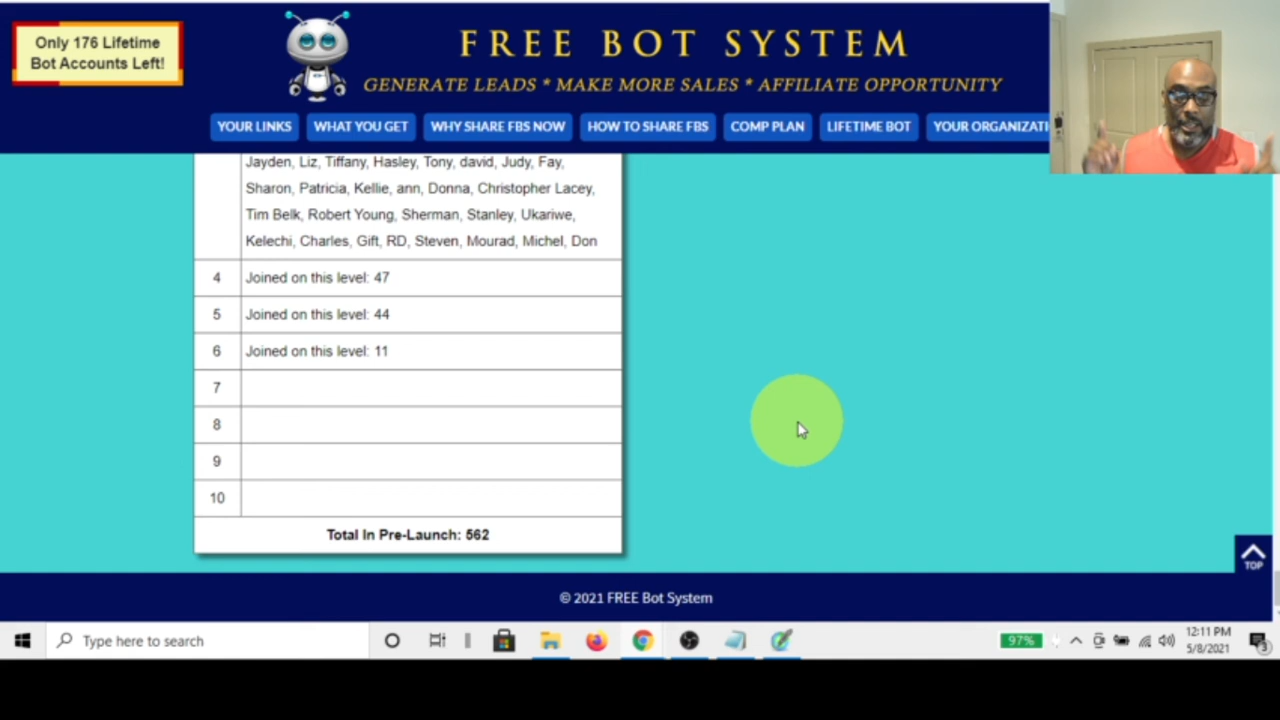 Only 176 Lifetime
Bot Accounts Left!
FREE BOT SYSTEM
GENERATE LEADS * MAKE MORE SALES * AFFILIATE OPPORTUNITY
YOUR LINKS WHAT YOU GET WHY SHARE FBS NOW HOW TO SHARE FBS COMP PLAN LIFETIME BOT YOUR ORGANIZATI
Jayden, Liz, Tiffany, Hasley, Tony, david, Judy, Fay,
Sharon, Patricia, Kellie, ann, Donna, Christopher Lacey,
Tim Belk, Robert Young, Sherman, Stanley, Ukariwe,
Kelechi, Charles, Gift, RD, Steven, Mourad, Michel, Don
4 Joined on this level: 47
5 Joined on this level: 44
6 Joined on this level: 11
7
8
9
10
Total In Pre-Launch: 562
TOP
© 2021 FREE Bot System
Type here to search
97%
12:11 PM
5/8/2021
3